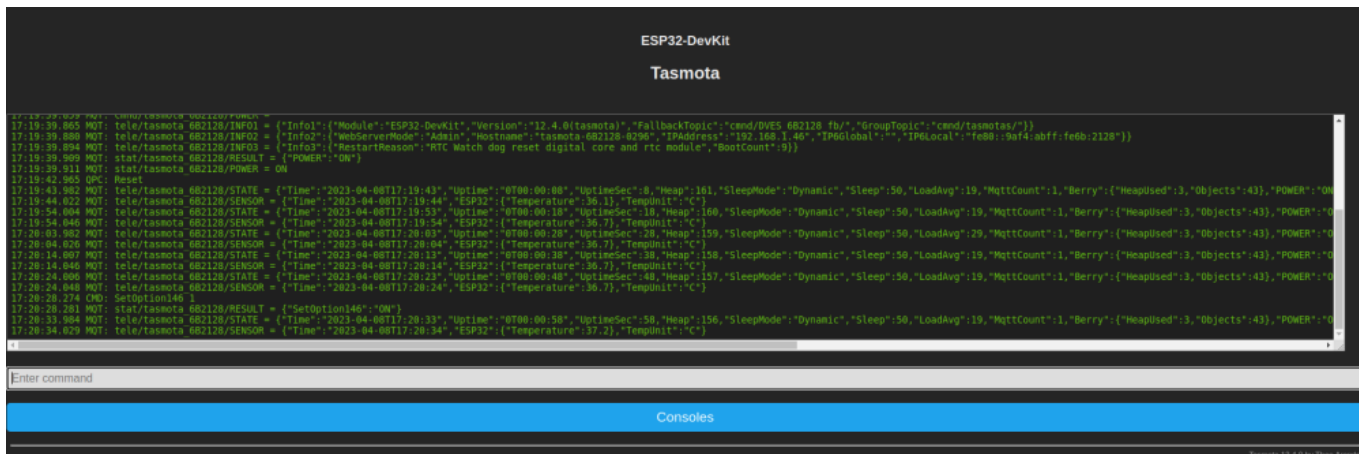 ESP32-DevKit
Tasmota
17:19:39.859 MQT: cmnd/tasmota_6B2128/POWER =
17:19:39.865 MQT: tele/tasmota_6B2128/INFO1 = {"Info1":{"Module":"ESP32-DevKit","Version":"12.4.0(tasmota)","FallbackTopic":"cmnd/DVES_6B2128_fb/","GroupTopic":"cmnd/tasmotas/"}}
17:19:39.880 MQT: tele/tasmota_6B2128/INFO2 = {"Info2":{"WebServerMode":"Admin","Hostname":"tasmota-6B2128-0296","IPAddress":"192.168.1.46","IP6Global":"","IP6Local":"fe80::9af4:abff:fe6b:2128"}}
17:19:39.894 MQT: tele/tasmota_6B2128/INFO3 = {"Info3":{"RestartReason":"RTC Watch dog reset digital core and rtc module","BootCount":9}}
17:19:39.909 MQT: stat/tasmota_6B2128/RESULT = {"POWER":"ON"}
17:19:39.911 MQT: stat/tasmota_6B2128/POWER = ON
17:19:42.965 QPC: Reset
17:19:43.982 MQT: tele/tasmota_6B2128/STATE = {"Time":"2023-04-08T17:19:43","Uptime":"0T00:00:08","UptimeSec":8,"Heap":161,"SleepMode":"Dynamic","Sleep":50,"LoadAvg":19,"MqttCount":1,"Berry":{"HeapUsed":3,"Objects":43},"POWER":"ON
17:19:44.022 MQT: tele/tasmota_6B2128/SENSOR = {"Time":"2023-04-08T17:19:44","ESP32":{"Temperature":36.1},"TempUnit":"C"}
17:19:54.004 MQT: tele/tasmota_6B2128/STATE = {"Time":"2023-04-08T17:19:53","Uptime":"0T00:00:18","UptimeSec":18,"Heap":160,"SleepMode":"Dynamic","Sleep":50,"LoadAvg":19,"MqttCount":1,"Berry":{"HeapUsed":3,"Objects":43},"POWER":"O
17:19:54.046 MQT: tele/tasmota_6B2128/SENSOR = {"Time":"2023-04-08T17:19:54","ESP32":{"Temperature":36.7},"TempUnit":"C"}
17:20:03.982 MQT: tele/tasmota_6B2128/STATE = {"Time":"2023-04-08T17:20:03","Uptime":"0T00:00:28","UptimeSec":28,"Heap":159,"SleepMode":"Dynamic","Sleep":50,"LoadAvg":29,"MqttCount":1,"Berry":{"HeapUsed":3,"Objects":43},"POWER":"O
17:20:04.026 MQT: tele/tasmota_6B2128/SENSOR = {"Time":"2023-04-08T17:20:04","ESP32":{"Temperature":36.7},"TempUnit":"C"}
17:20:14.007 MQT: tele/tasmota_6B2128/STATE = {"Time":"2023-04-08T17:20:13","Uptime":"0T00:00:38","UptimeSec":38,"Heap":158,"SleepMode":"Dynamic","Sleep":50,"LoadAvg":19,"MqttCount":1,"Berry":{"HeapUsed":3,"Objects":43},"POWER":"O
17:20:14.046 MQT: tele/tasmota_6B2128/SENSOR = {"Time":"2023-04-08T17:20:14","ESP32":{"Temperature":36.7},"TempUnit":"C"}
17:20:24.006 MQT: tele/tasmota_6B2128/STATE = {"Time":"2023-04-08T17:20:23","Uptime":"0T00:00:48","UptimeSec":48,"Heap":157,"SleepMode":"Dynamic","Sleep":50,"LoadAvg":19,"MqttCount":1,"Berry":{"HeapUsed":3,"Objects":43},"POWER":"O
17:20:24.048 MQT: tele/tasmota_6B2128/SENSOR = {"Time":"2023-04-08T17:20:24","ESP32":{"Temperature":36.7},"TempUnit":"C"}
17:20:28.274 CMD: SetOption146 1
17:20:28.281 MQT: stat/tasmota_6B2128/RESULT = {"SetOption146":"ON"}
17:20:33.984 MQT: tele/tasmota_6B2128/STATE = {"Time":"2023-04-08T17:20:33","Uptime":"0T00:00:58","UptimeSec":58,"Heap":156,"SleepMode":"Dynamic","Sleep":50,"LoadAvg":19,"MqttCount":1,"Berry":{"HeapUsed":3,"Objects":43},"POWER":"O
17:20:34.029 MQT: tele/tasmota_6B2128/SENSOR = {"Time":"2023-04-08T17:20:34","ESP32":{"Temperature":37.2},"TempUnit":"C"}
Enter command
Consoles